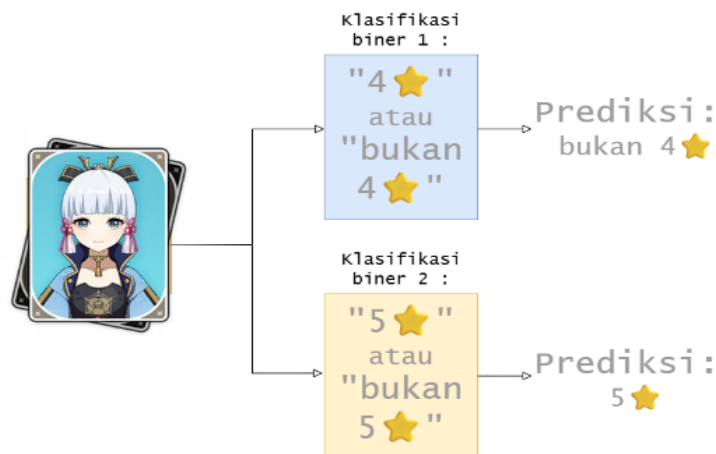 Klasifikasi
biner 1 :
"4⭐"
atau
"bukan
4⭐"
Prediksi:
bukan 4⭐
Klasifikasi
biner 2 :
"5⭐"
atau
"bukan
5⭐"
Prediksi:
5⭐